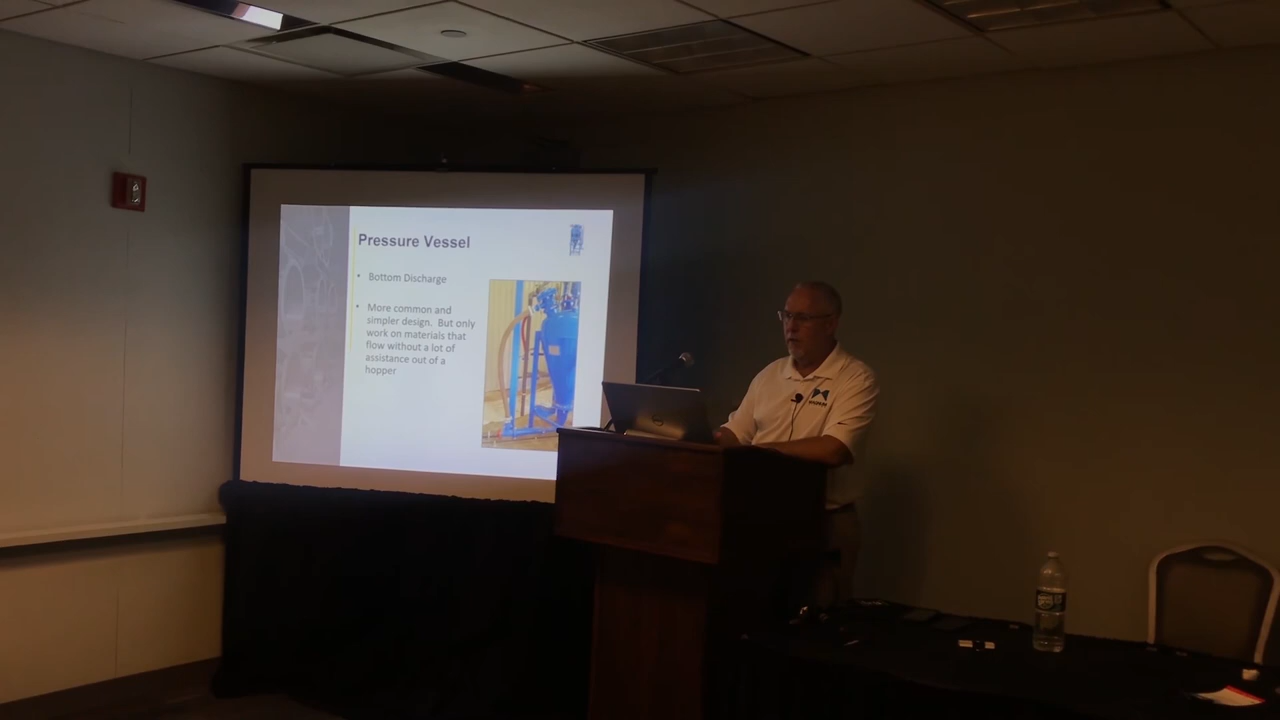 Pressure Vessel
• Bottom Discharge
• More common and
simpler design. But only
work on materials that
flow without a lot of
assistance out of a
hopper